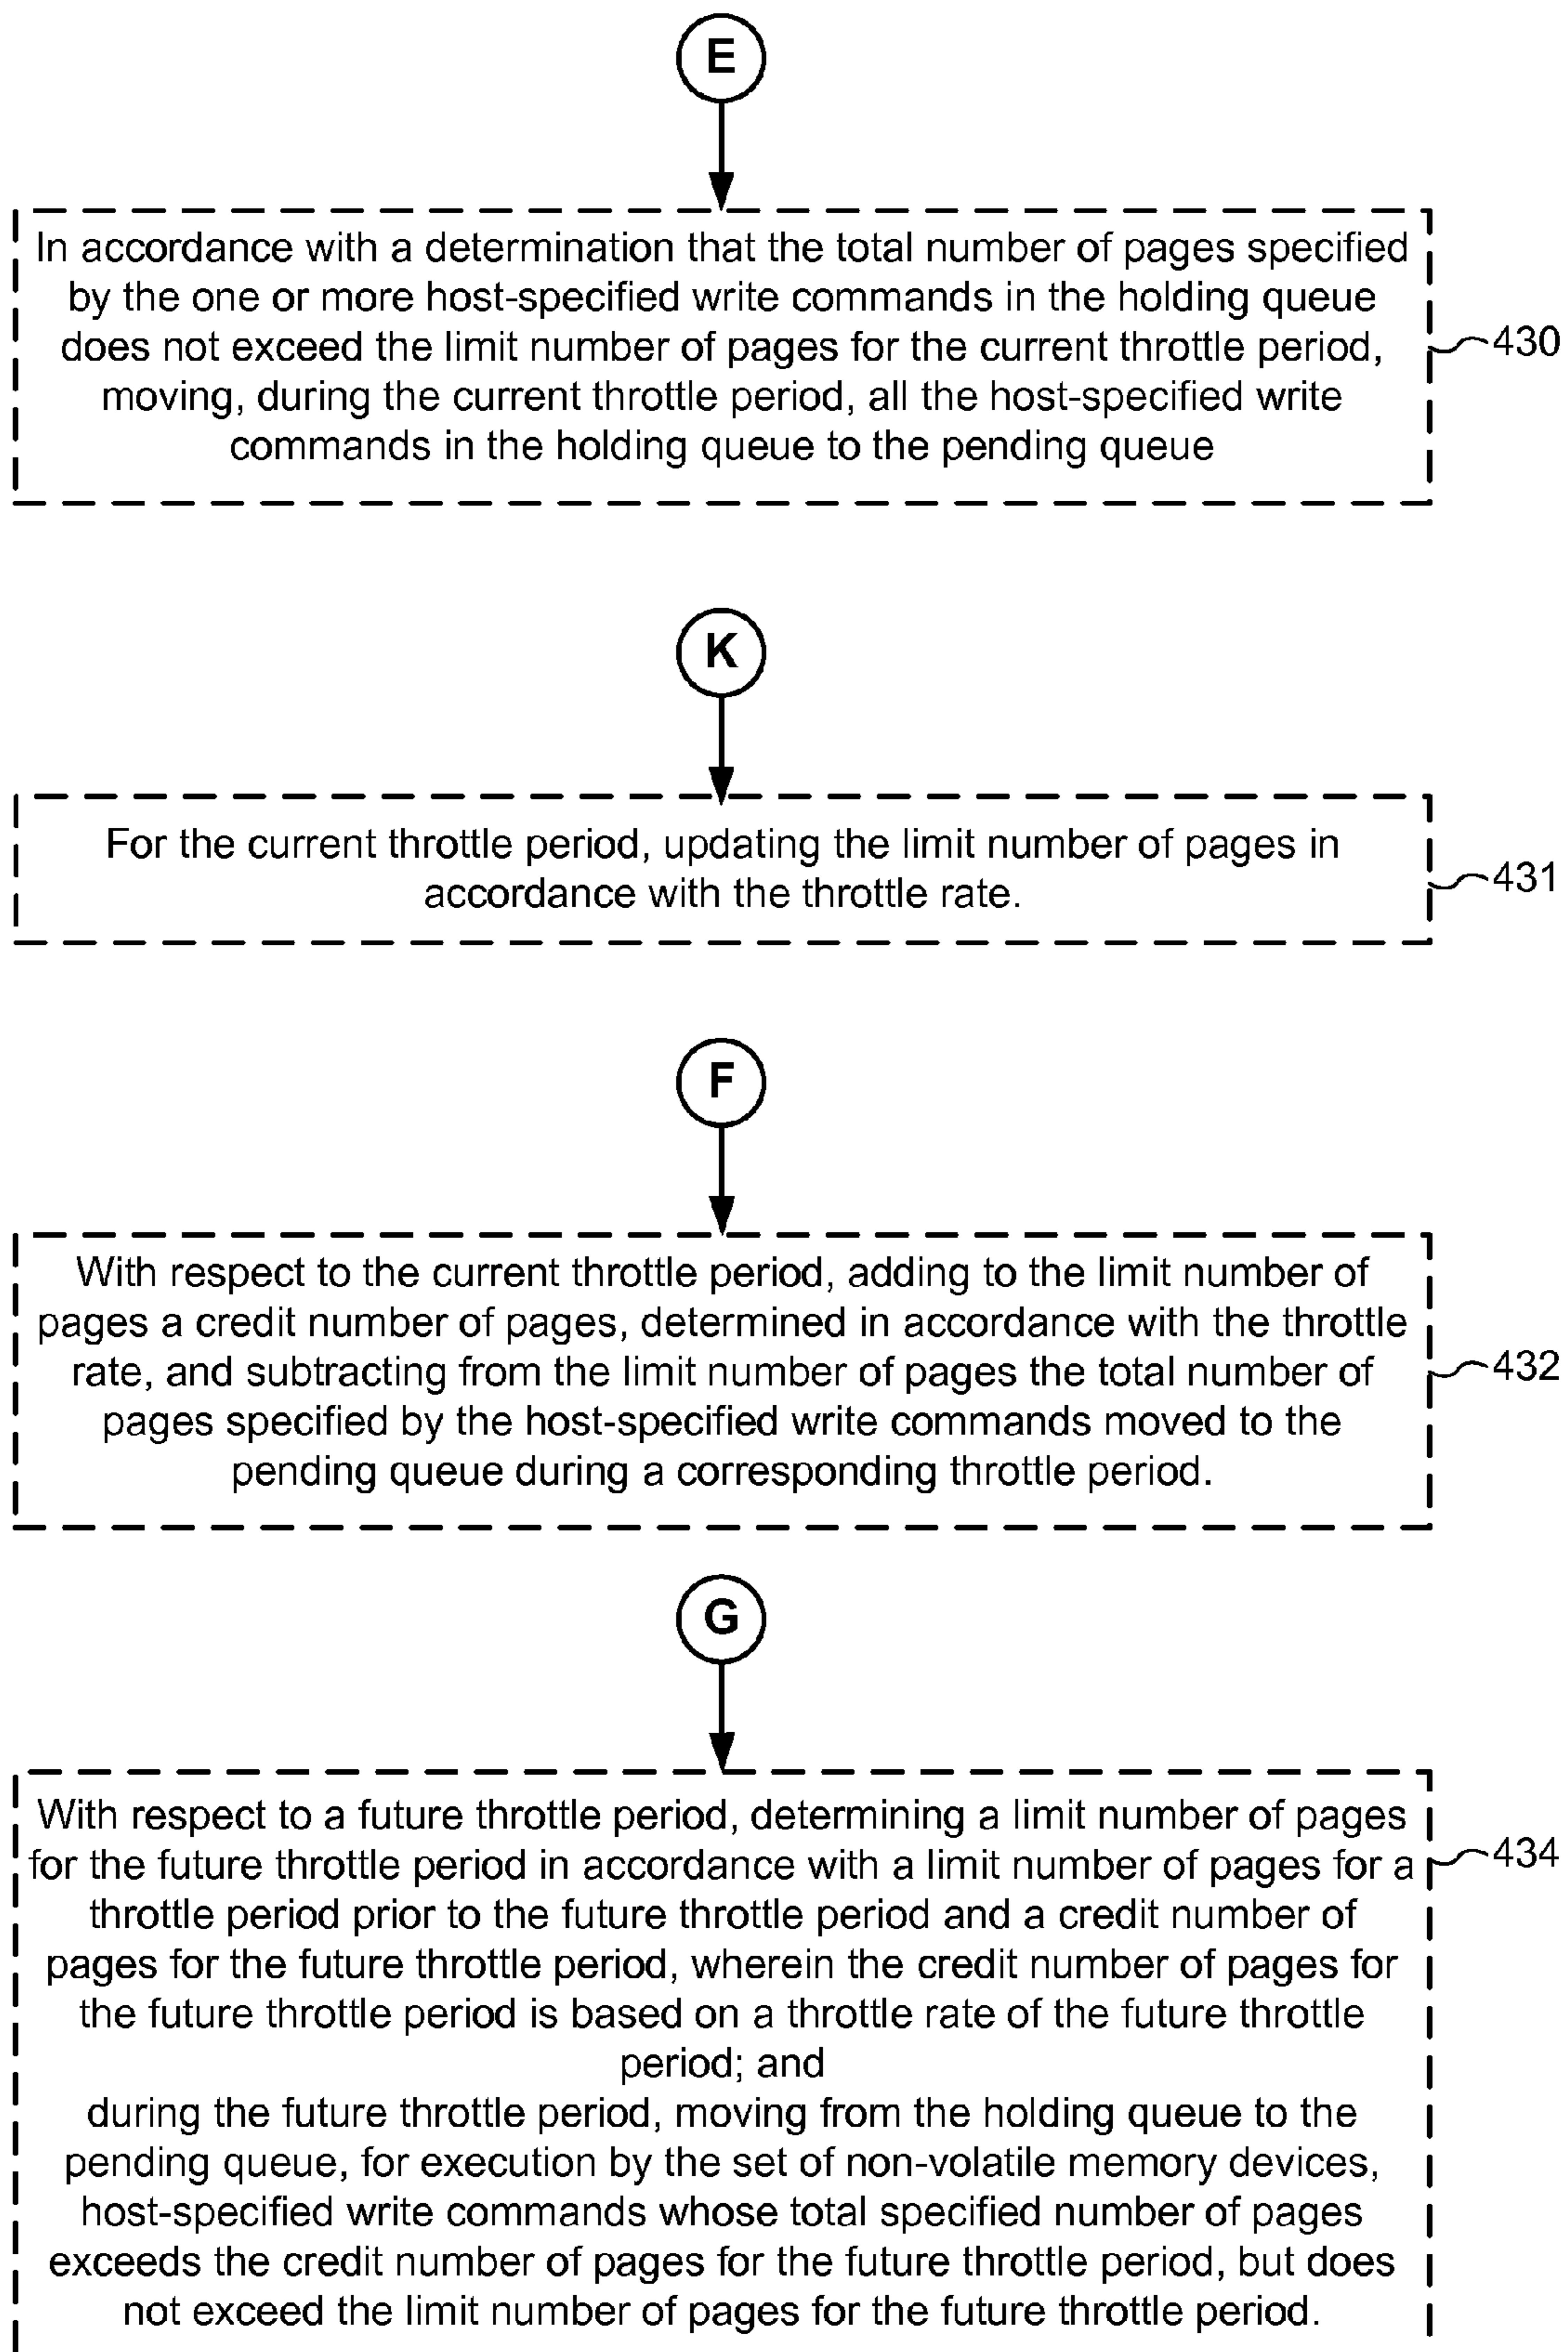 E
In accordance with a determination that the total number of pages specified
by the one or more host-specified write commands in the holding queue
does not exceed the limit number of pages for the current throttle period,
moving, during the current throttle period, all the host-specified write
commands in the holding queue to the pending queue
430
K
For the current throttle period, updating the limit number of pages in
accordance with the throttle rate.
431
F
With respect to the current throttle period, adding to the limit number of
pages a credit number of pages, determined in accordance with the throttle
rate, and subtracting from the limit number of pages the total number of
pages specified by the host-specified write commands moved to the
pending queue during a corresponding throttle period.
432
G
With respect to a future throttle period, determining a limit number of pages
for the future throttle period in accordance with a limit number of pages for a
throttle period prior to the future throttle period and a credit number of
pages for the future throttle period, wherein the credit number of pages for
the future throttle period is based on a throttle rate of the future throttle
period; and
during the future throttle period, moving from the holding queue to the
pending queue, for execution by the set of non-volatile memory devices,
host-specified write commands whose total specified number of pages
exceeds the credit number of pages for the future throttle period, but does
not exceed the limit number of pages for the future throttle period.
434